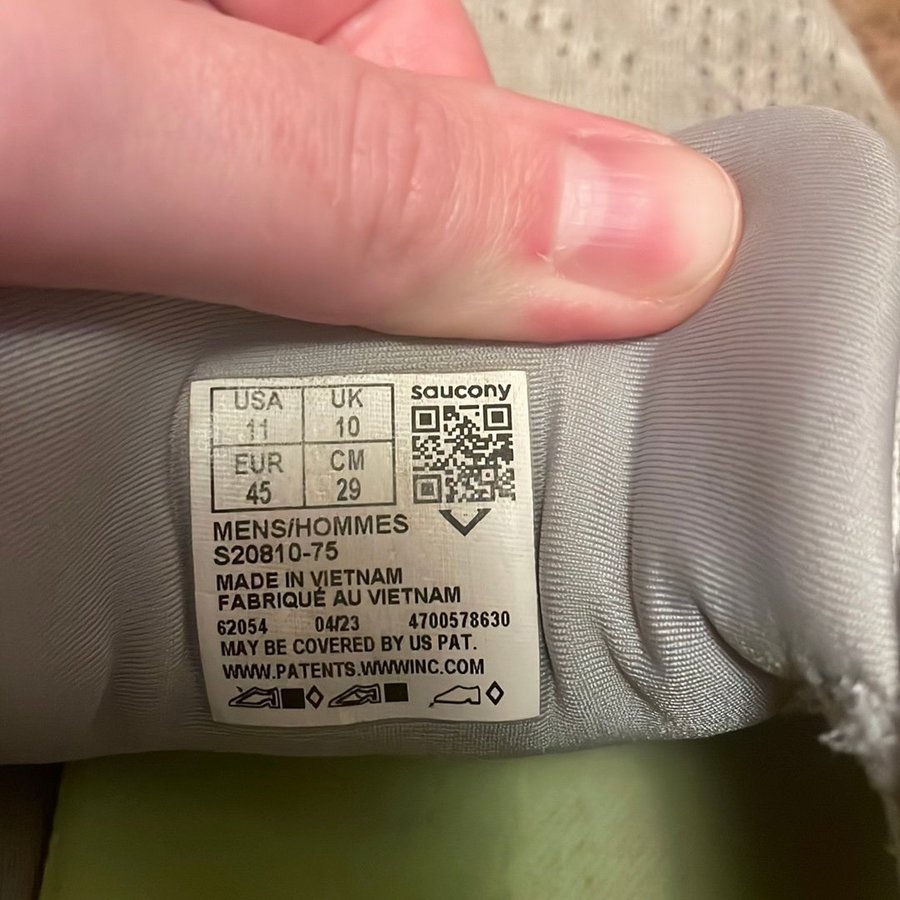 USA UK saucony
11 10
EUR CM
45 29
MENS/HOMMES
S20810-75
MADE IN VIETNAM
FABRIQUÉ AU VIETNAM
62054 04/23 4700578630
MAY BE COVERED BY US PAT.
WWW.PATENTS.WWWINC.COM